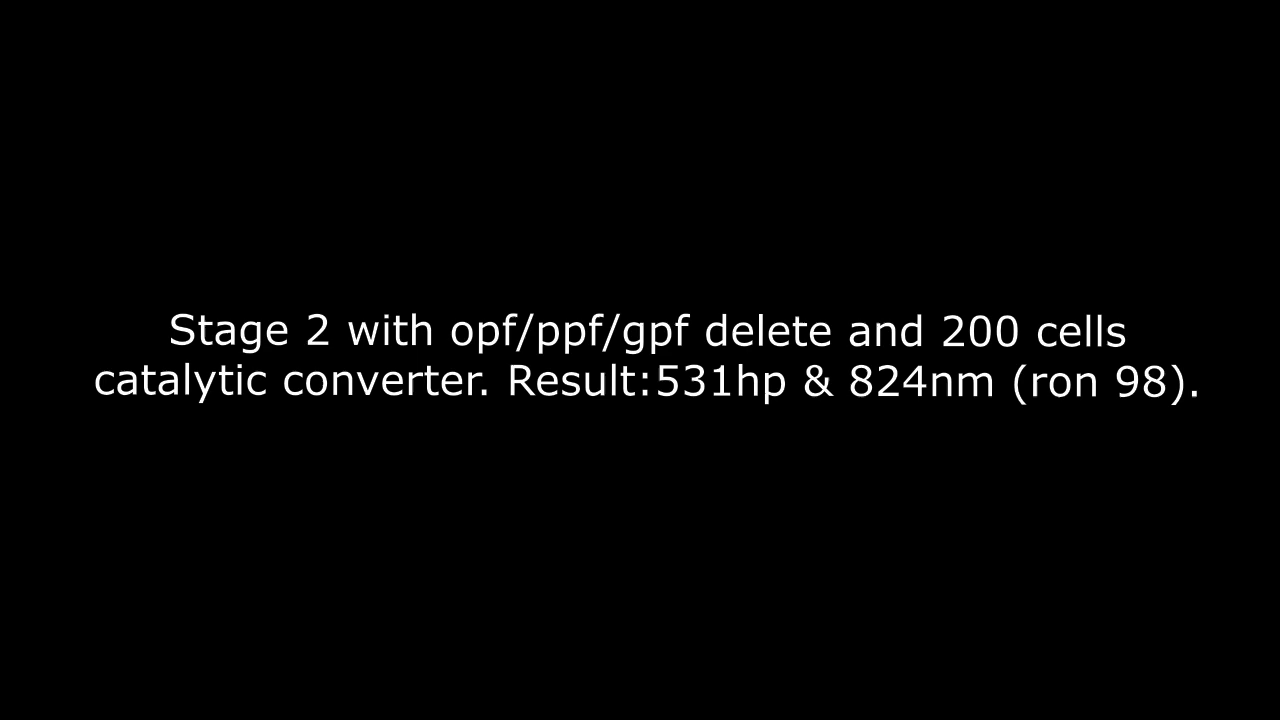 Stage 2 with opf/ppf/gpf delete and 200 cells
catalytic converter. Result:531hp & 824nm (ron 98).